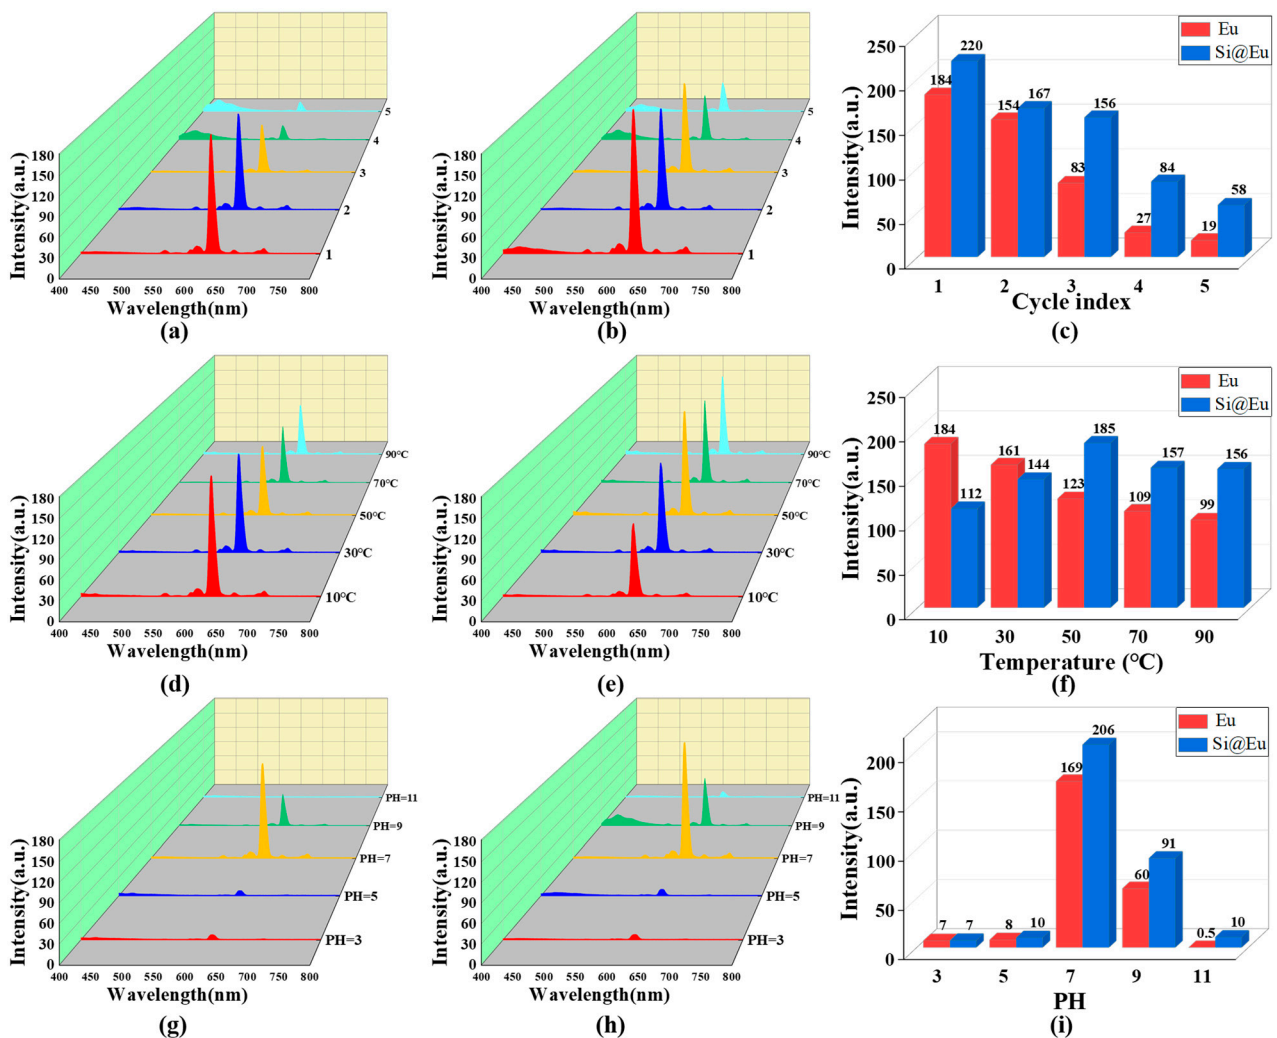 Intensity(a.u.)
180
150
120
90
60
30
0
400 450 500 550 600 650 700 750 800
Wavelength(nm)
5
4
3
2
1
(a)
Intensity(a.u.)
180
150
120
90
60
30
0
400 450 500 550 600 650 700 750 800
Wavelength(nm)
5
4
3
2
1
(b)
Intensity(a.u.)
250
200
150
100
50
0
Eu
Si@Eu
184 220 154 167 83 156 27 84 19 58
1 2 3 4 5
Cycle index
(c)
Intensity(a.u.)
180
150
120
90
60
30
0
400 450 500 550 600 650 700 750 800
Wavelength(nm)
90℃
70℃
50℃
30℃
10℃
(d)
Intensity(a.u.)
180
150
120
90
60
30
0
400 450 500 550 600 650 700 750 800
Wavelength(nm)
90℃
70℃
50℃
30℃
10℃
(e)
Intensity(a.u.)
250
200
150
100
50
0
Eu
Si@Eu
184 112 161 144 123 185 109 157 99 156
10 30 50 70 90
Temperature (℃)
(f)
Intensity(a.u.)
180
150
120
90
60
30
0
400 450 500 550 600 650 700 750 800
Wavelength(nm)
PH=11
PH=9
PH=7
PH=5
PH=3
(g)
Intensity(a.u.)
180
150
120
90
60
30
0
400 450 500 550 600 650 700 750 800
Wavelength(nm)
PH=11
PH=9
PH=7
PH=5
PH=3
(h)
Intensity(a.u.)
200
150
100
50
0
Eu
Si@Eu
7 7 8 10 169 206 60 91 0.5 10
3 5 7 9 11
PH
(i)